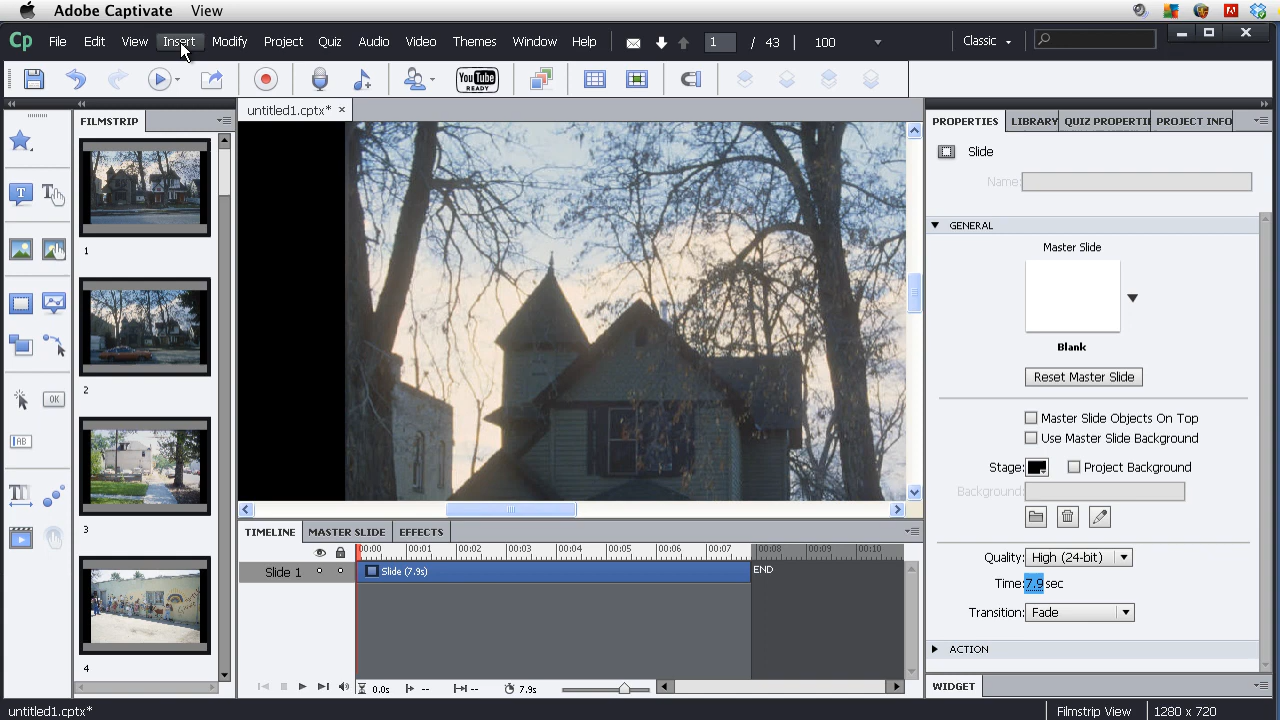 Adobe Captivate View
Cp File Edit View Insert Modify Project Quiz Audio Video Themes Window Help 1 / 43 100 Classic
YouTube
READY
untitled1.cptx* ×
FILMSTRIP
1
2
3
4
T
T
OK
AB
PROPERTIES LIBRARY QUIZ PROPERTI PROJECT INFO
Slide
Name:
GENERAL
Master Slide
Blank
Reset Master Slide
Master Slide Objects On Top
Use Master Slide Background
Stage: Project Background
Background:
Quality: High (24-bit)
Time: 7.9 sec
Transition: Fade
ACTION
WIDGET
TIMELINE MASTER SLIDE EFFECTS
00:00 00:01 00:02 00:03 00:04 00:05 00:06 00:07 00:08 00:09 00:10
Slide 1 Slide (7.9s) END
0.0s -- -- 7.9s
untitled1.cptx* Filmstrip View 1280 x 720